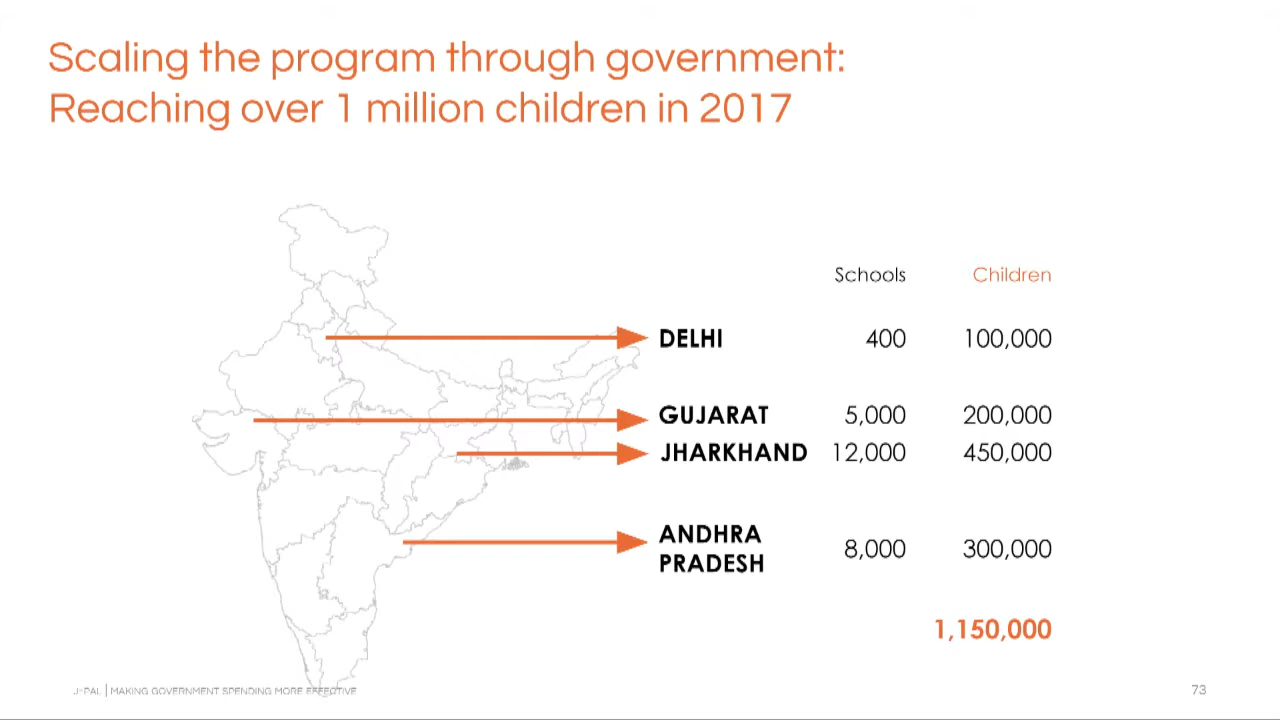 Scaling the program through government:
Reaching over 1 million children in 2017
Schools Children
DELHI 400 100,000
GUJARAT 5,000 200,000
JHARKHAND 12,000 450,000
ANDHRA
PRADESH 8,000 300,000
1,150,000
J-PAL | MAKING GOVERNMENT SPENDING MORE EFFECTIVE 73